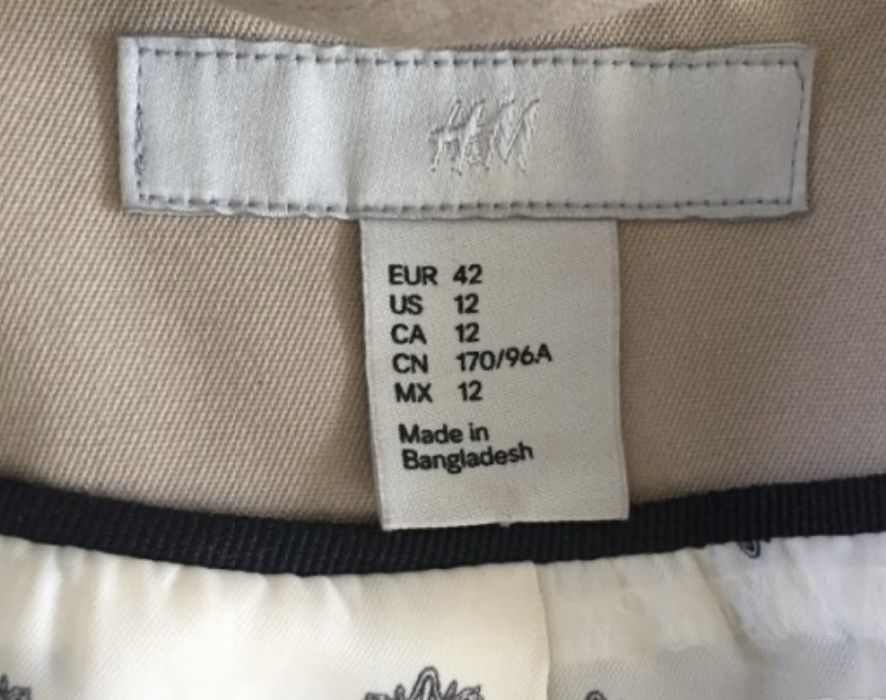 H&M
EUR 42
US 12
CA 12
CN 170/96A
MX 12
Made in
Bangladesh